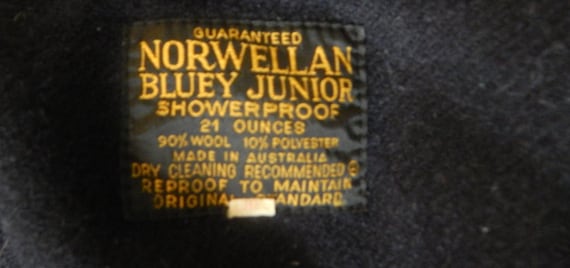 GUARANTEED
NORWELLAN
BLUEY JUNIOR
SHOWERPROOF
21 OUNCES
90% WOOL 10% POLYESTER
MADE IN AUSTRALIA
DRY CLEANING RECOMMENDED Ⓟ
REPROOF TO MAINTAIN
ORIGINAL STANDARD